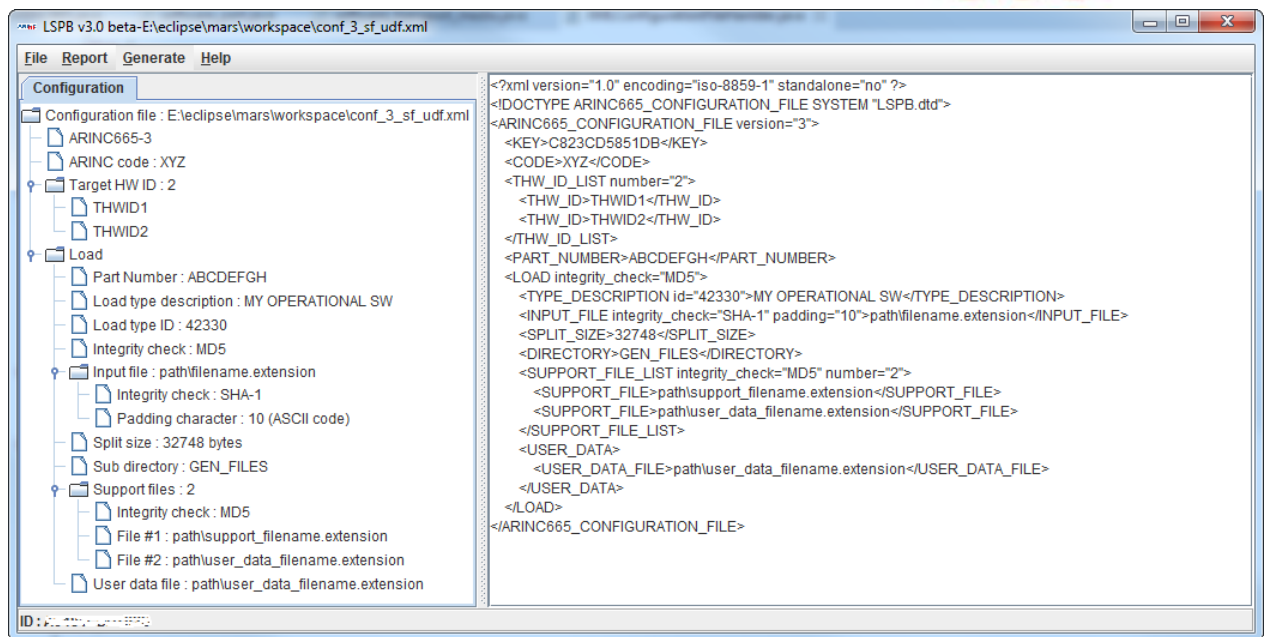 LSPB v3.0 beta-E:\eclipse\mars\workspace\conf_3_sf_udf.xml
File Report Generate Help
Configuration
Configuration file : E:\eclipse\mars\workspace\conf_3_sf_udf.xml
ARINC665-3
ARINC code : XYZ
Target HW ID : 2
THWID1
THWID2
Load
Part Number : ABCDEFGH
Load type description : MY OPERATIONAL SW
Load type ID : 42330
Integrity check : MD5
Input file : path\filename.extension
Integrity check : SHA-1
Padding character : 10 (ASCII code)
Split size : 32748 bytes
Sub directory : GEN_FILES
Support files : 2
Integrity check : MD5
File #1 : path\support_filename.extension
File #2 : path\user_data_filename.extension
User data file : path\user_data_filename.extension
<?xml version="1.0" encoding="iso-8859-1" standalone="no" ?>
<!DOCTYPE ARINC665_CONFIGURATION_FILE SYSTEM "LSPB.dtd">
<ARINC665_CONFIGURATION_FILE version="3">
<KEY>C823CD5851DB</KEY>
<CODE>XYZ</CODE>
<THW_ID_LIST number="2">
<THW_ID>THWID1</THW_ID>
<THW_ID>THWID2</THW_ID>
</THW_ID_LIST>
<PART_NUMBER>ABCDEFGH</PART_NUMBER>
<LOAD integrity_check="MD5">
<TYPE_DESCRIPTION id="42330">MY OPERATIONAL SW</TYPE_DESCRIPTION>
<INPUT_FILE integrity_check="SHA-1" padding="10">path\filename.extension</INPUT_FILE>
<SPLIT_SIZE>32748</SPLIT_SIZE>
<DIRECTORY>GEN_FILES</DIRECTORY>
<SUPPORT_FILE_LIST integrity_check="MD5" number="2">
<SUPPORT_FILE>path\support_filename.extension</SUPPORT_FILE>
<SUPPORT_FILE>path\user_data_filename.extension</SUPPORT_FILE>
</SUPPORT_FILE_LIST>
<USER_DATA>
<USER_DATA_FILE>path\user_data_filename.extension</USER_DATA_FILE>
</USER_DATA>
</LOAD>
</ARINC665_CONFIGURATION_FILE>
ID :